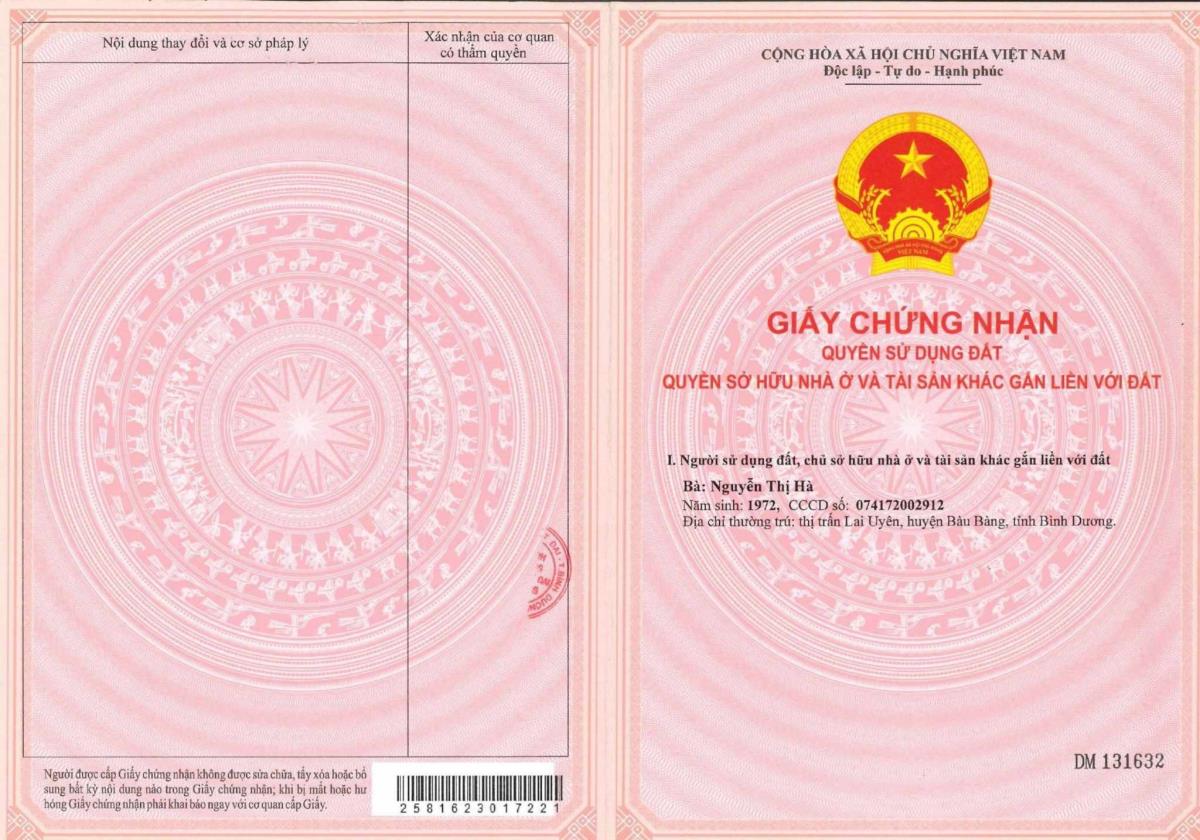 Nội dung thay đổi và cơ sở pháp lý
Xác nhận của cơ quan
có thẩm quyền
T ĐAI - T.BÌNH DƯƠNG
Người được cấp Giấy chứng nhận không được sửa chữa, tẩy xóa hoặc bổ
sung bất kỳ nội dung nào trong Giấy chứng nhận; khi bị mất hoặc hư
hỏng Giấy chứng nhận phải khai báo ngay với cơ quan cấp Giấy.
2581623017221
CỘNG HÒA XÃ HỘI CHỦ NGHĨA VIỆT NAM
Độc lập - Tự do - Hạnh phúc
VIỆT NAM
GIẤY CHỨNG NHẬN
QUYỀN SỬ DỤNG ĐẤT
QUYỀN SỞ HỮU NHÀ Ở VÀ TÀI SẢN KHÁC GẮN LIỀN VỚI ĐẤT
I. Người sử dụng đất, chủ sở hữu nhà ở và tài sản khác gắn liền với đất
Bà: Nguyễn Thị Hà
Năm sinh: 1972, CCCD số: 074172002912
Địa chỉ thường trú: thị trấn Lai Uyên, huyện Bàu Bàng, tỉnh Bình Dương.
DM 131632